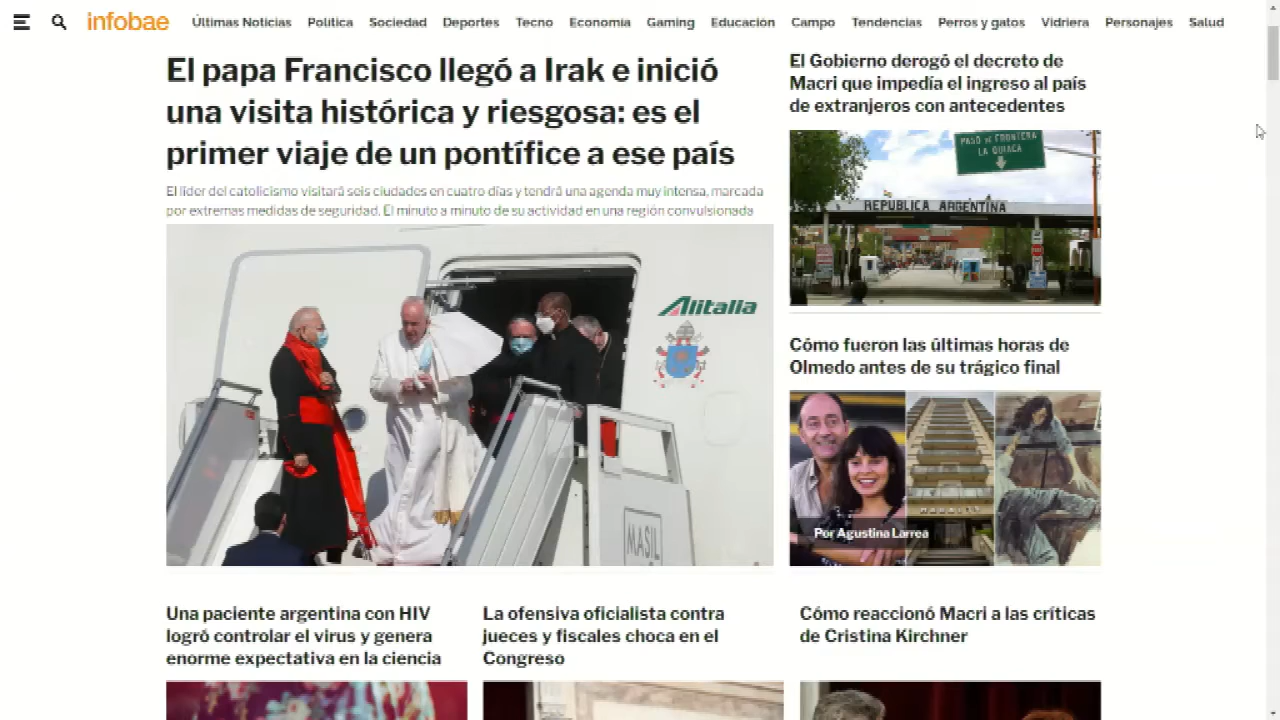 infobae
Últimas Noticias
Política
Sociedad
Deportes
Tecno
Economía
Gaming
Educación
Campo
Tendencias
Perros y gatos
Vidriera
Personajes
Salud
El papa Francisco llegó a Irak e inició
una visita histórica y riesgosa: es el
primer viaje de un pontífice a ese país
El líder del catolicismo visitará seis ciudades en cuatro días y tendrá una agenda muy intensa, marcada
por extremas medidas de seguridad. El minuto a minuto de su actividad en una región convulsionada
Alitalia
MASIL
El Gobierno derogó el decreto de
Macri que impedía el ingreso al país
de extranjeros con antecedentes
PASO DE FRONTERA
LA QUIACA
REPUBLICA ARGENTINA
Cómo fueron las últimas horas de
Olmedo antes de su trágico final
Por Agustina Larrea
Una paciente argentina con HIV
logró controlar el virus y genera
enorme expectativa en la ciencia
La ofensiva oficialista contra
jueces y fiscales choca en el
Congreso
Cómo reaccionó Macri a las críticas
de Cristina Kirchner